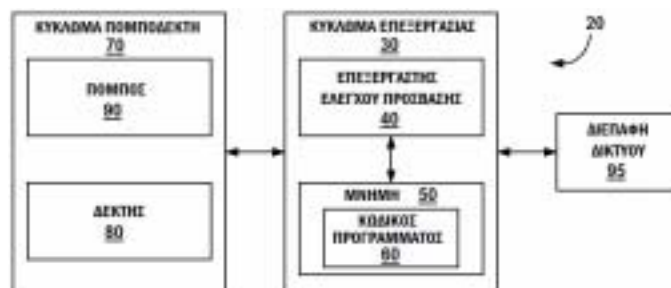 ΚΥΚΛΩΜΑ ΠΟΜΠΟΔΕΚΤΗ
70
ΠΟΜΠΟΣ
90
ΔΕΚΤΗΣ
80
ΚΥΚΛΩΜΑ ΕΠΕΞΕΡΓΑΣΙΑΣ
30
ΕΠΕΞΕΡΓΑΣΤΗΣ
ΕΛΕΓΧΟΥ ΠΡΟΣΒΑΣΗΣ
40
ΜΝΗΜΗ 50
ΚΩΔΙΚΟΣ
ΠΡΟΓΡΑΜΜΑΤΟΣ
60
20
ΔΙΕΠΑΦΗ
ΔΙΚΤΥΟΥ
95